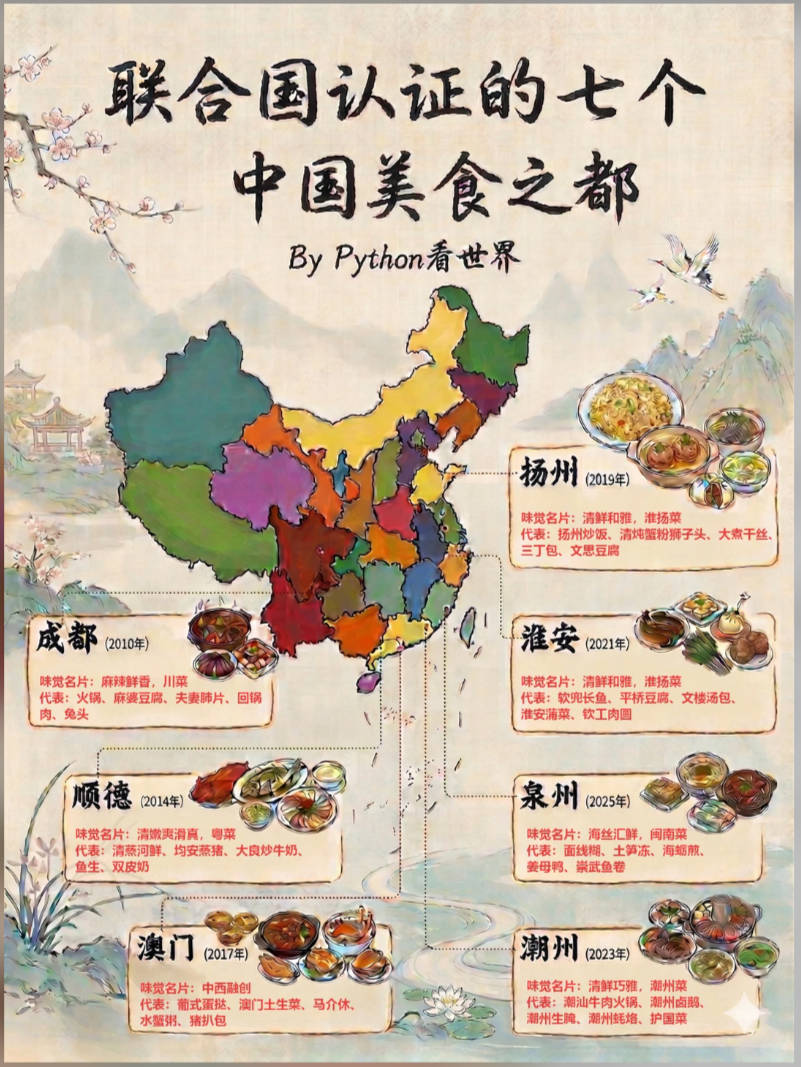 联合国认证的七个
中国美食之都
By Python看世界
扬州 (2019年)
味觉名片：清鲜和雅，淮扬菜
代表：扬州炒饭、清炖蟹粉狮子头、大煮干丝、
三丁包、文思豆腐
成都 (2010年)
味觉名片：麻辣鲜香，川菜
代表：火锅、麻婆豆腐、夫妻肺片、回锅
肉、兔头
淮安 (2021年)
味觉名片：清鲜和雅，淮扬菜
代表：软兜长鱼、平桥豆腐、文楼汤包、
淮安蒲菜、钦工肉圆
顺德 (2014年)
味觉名片：清嫩爽滑真，粤菜
代表：清蒸河鲜、均安蒸猪、大良炒牛奶、
鱼生、双皮奶
泉州 (2025年)
味觉名片：海丝汇鲜，闽南菜
代表：面线糊、土笋冻、海蛎煎、
姜母鸭、崇武鱼卷
澳门 (2017年)
味觉名片：中西融创
代表：葡式蛋挞、澳门土生菜、马介休、
水蟹粥、猪扒包
潮州 (2023年)
味觉名片：清鲜巧雅，潮州菜
代表：潮汕牛肉火锅、潮州卤鹅、
潮州生腌、潮州蚝烙、护国菜